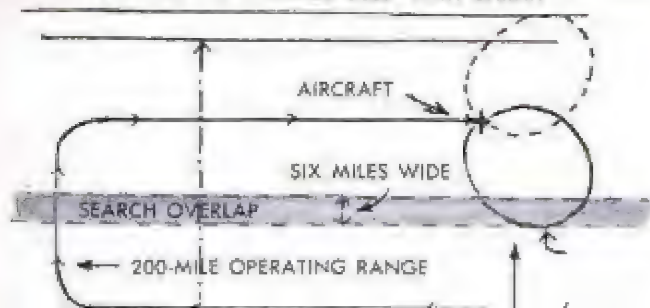 AIRCRAFT
SIX MILES WIDE
SEARCH OVERLAP
200-MILE OPERATING RANGE